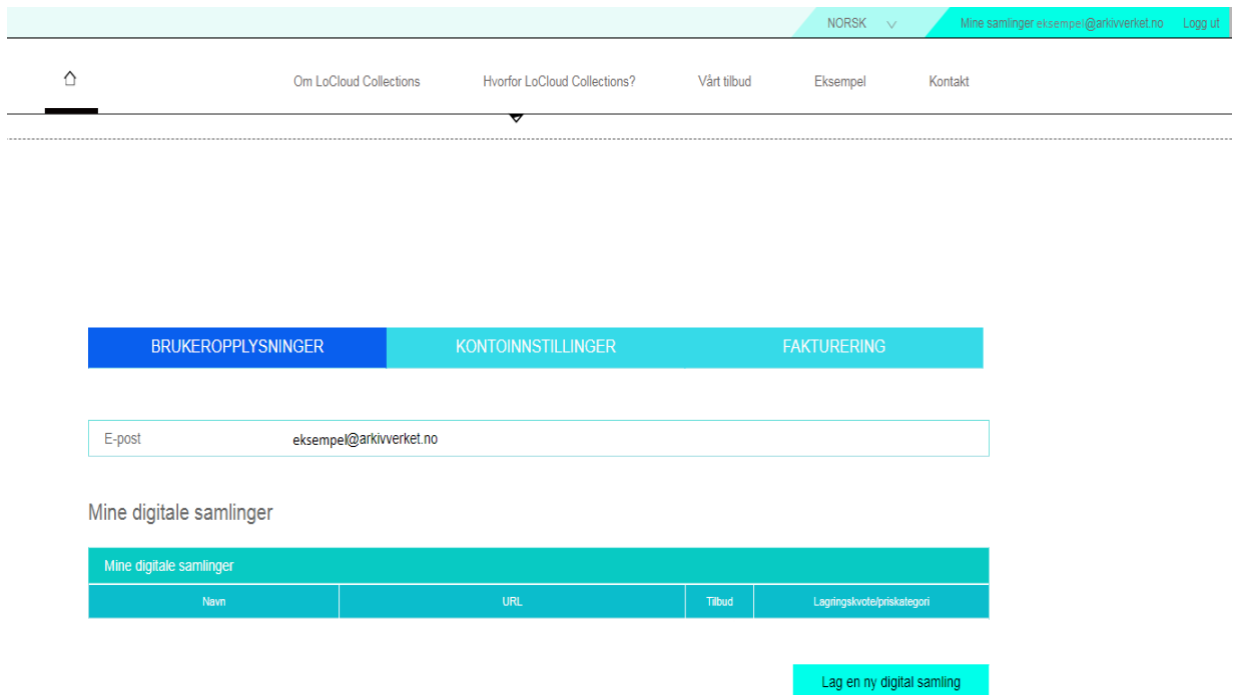 NORSK Mine samlinger eksempel@arkivverket.no Logg ut
Om LoCloud Collections Hvorfor LoCloud Collections? Vårt tilbud Eksempel Kontakt
BRUKEROPPLYSNINGER KONTOINNSTILLINGER FAKTURERING
E-post eksempel@arkivverket.no
Mine digitale samlinger
Mine digitale samlinger
Navn URL Tilbud Lagringskvote/priskategori
Lag en ny digital samling